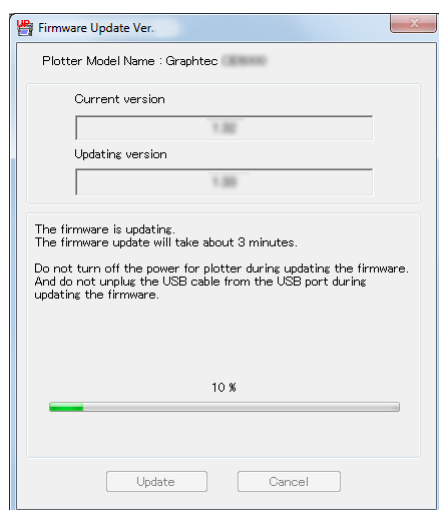 Firmware Update Ver.
Plotter Model Name : Graphtec
Current version
Updating version
The firmware is updating.
The firmware update will take about 3 minutes.
Do not turn off the power for plotter during updating the firmware.
And do not unplug the USB cable from the USB port during
updating the firmware.
10 %
Update
Cancel